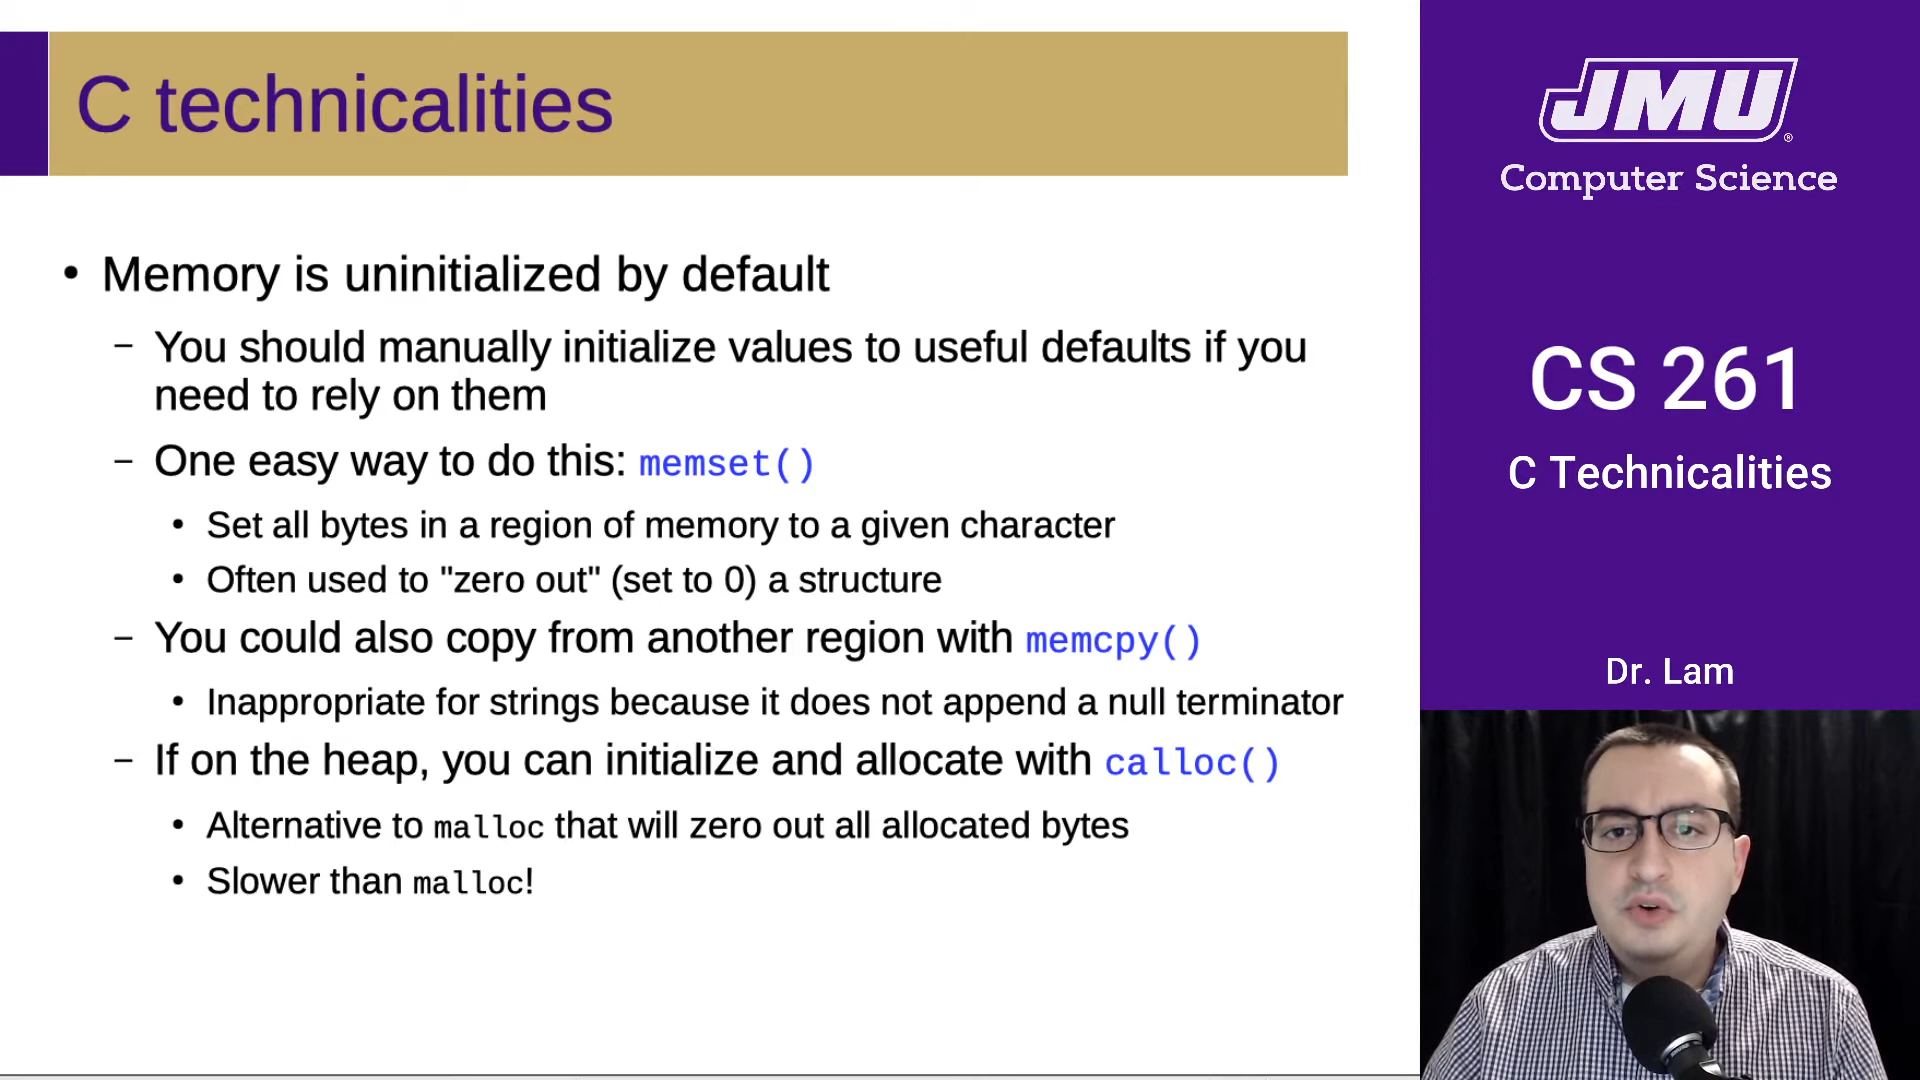 C technicalities
• Memory is uninitialized by default
– You should manually initialize values to useful defaults if you
need to rely on them
– One easy way to do this: memset()
• Set all bytes in a region of memory to a given character
• Often used to "zero out" (set to 0) a structure
– You could also copy from another region with memcpy()
• Inappropriate for strings because it does not append a null terminator
– If on the heap, you can initialize and allocate with calloc()
• Alternative to malloc that will zero out all allocated bytes
• Slower than malloc!
JMU®
Computer Science
CS 261
C Technicalities
Dr. Lam